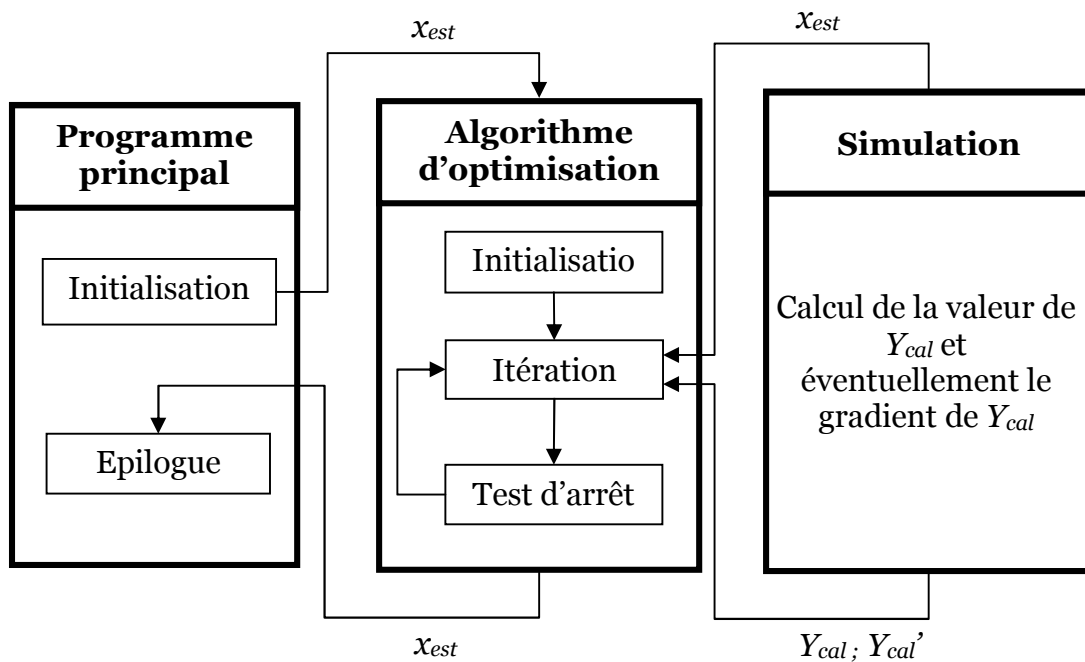 x_est
x_est
Programme
principal
Algorithme
d'optimisation
Simulation
Initialisation
Initialisatio
Calcul de la valeur de
Y_cal et
éventuellement le
gradient de Y_cal
Itération
Epilogue
Test d'arrêt
x_est
Y_cal ; Y_cal'